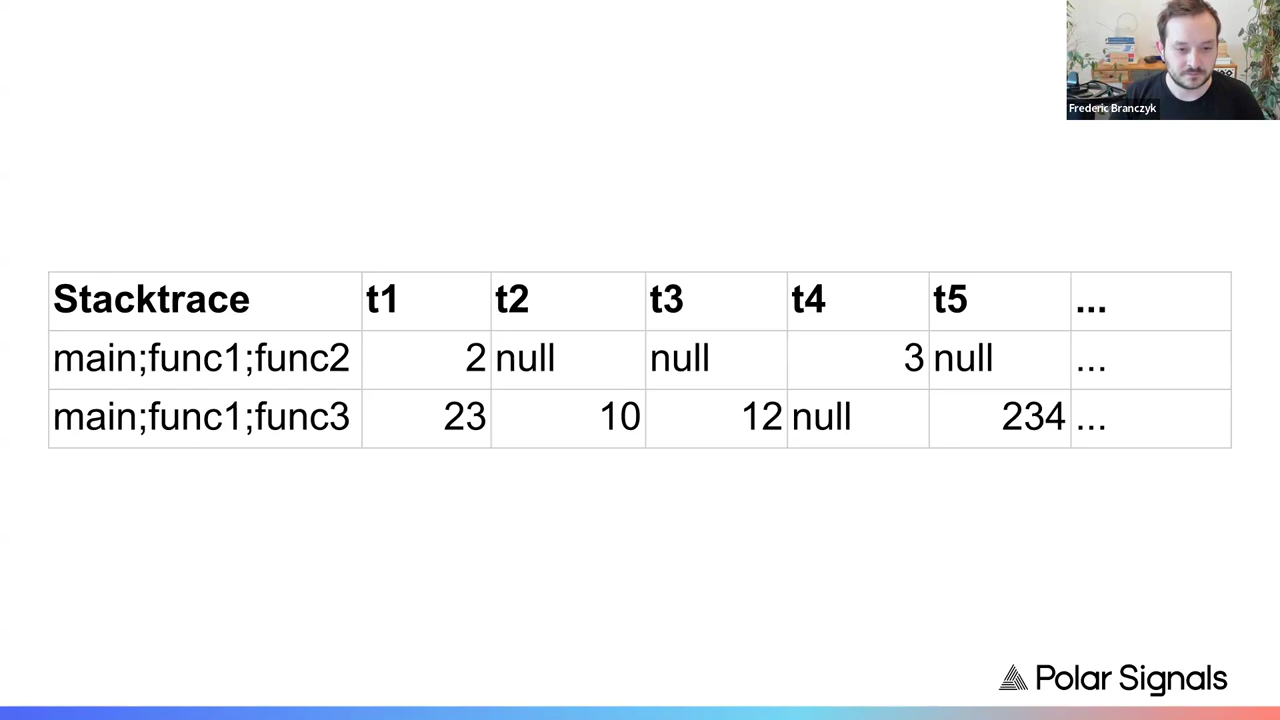 Frederic Branczyk
Stacktrace t1 t2 t3 t4 t5 ...
main;func1;func2 2 null null 3 null ...
main;func1;func3 23 10 12 null 234 ...
Polar Signals